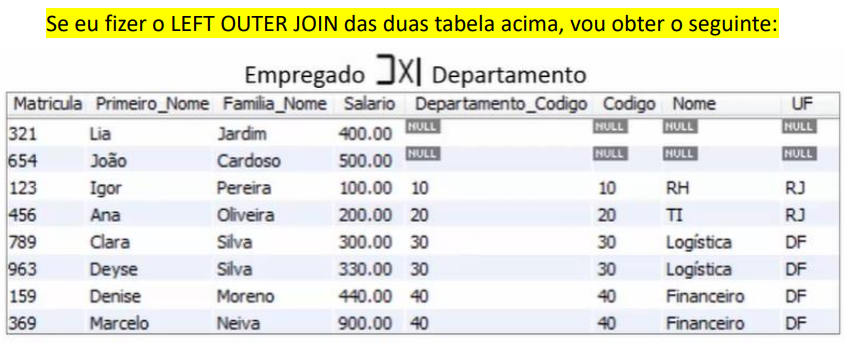 Se eu fizer o LEFT OUTER JOIN das duas tabela acima, vou obter o seguinte:
Empregado ⟕ Departamento
Matricula Primeiro_Nome Familia_Nome Salario Departamento_Codigo Codigo Nome UF
321 Lia Jardim 400.00 NULL NULL NULL NULL
654 João Cardoso 500.00 NULL NULL NULL NULL
123 Igor Pereira 100.00 10 10 RH RJ
456 Ana Oliveira 200.00 20 20 TI RJ
789 Clara Silva 300.00 30 30 Logística DF
963 Deyse Silva 330.00 30 30 Logística DF
159 Denise Moreno 440.00 40 40 Financeiro DF
369 Marcelo Neiva 900.00 40 40 Financeiro DF